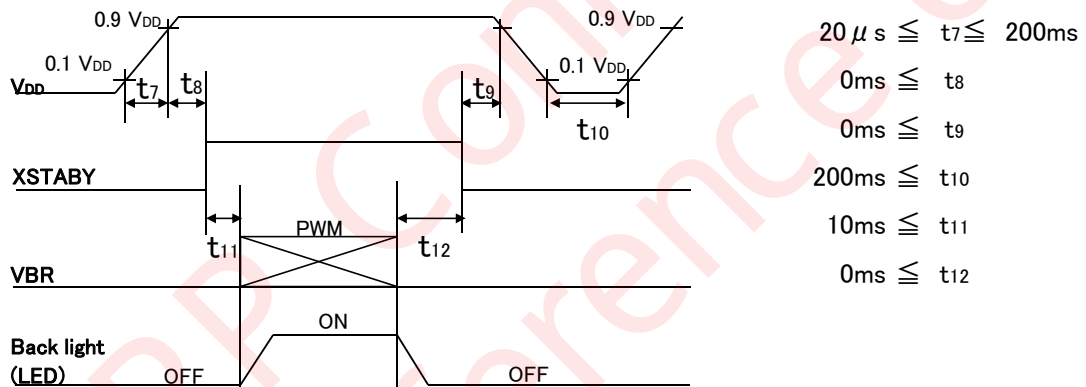 0.9 VDD
0.9 VDD
20μs ≦ t7≦ 200ms
0.1 VDD
0.1 VDD
VDD
t7
t8
t9
0ms ≦ t8
t10
0ms ≦ t9
XSTABY
200ms ≦ t10
t11
PWM
t12
10ms ≦ t11
VBR
0ms ≦ t12
ON
Back light
(LED)
OFF
OFF